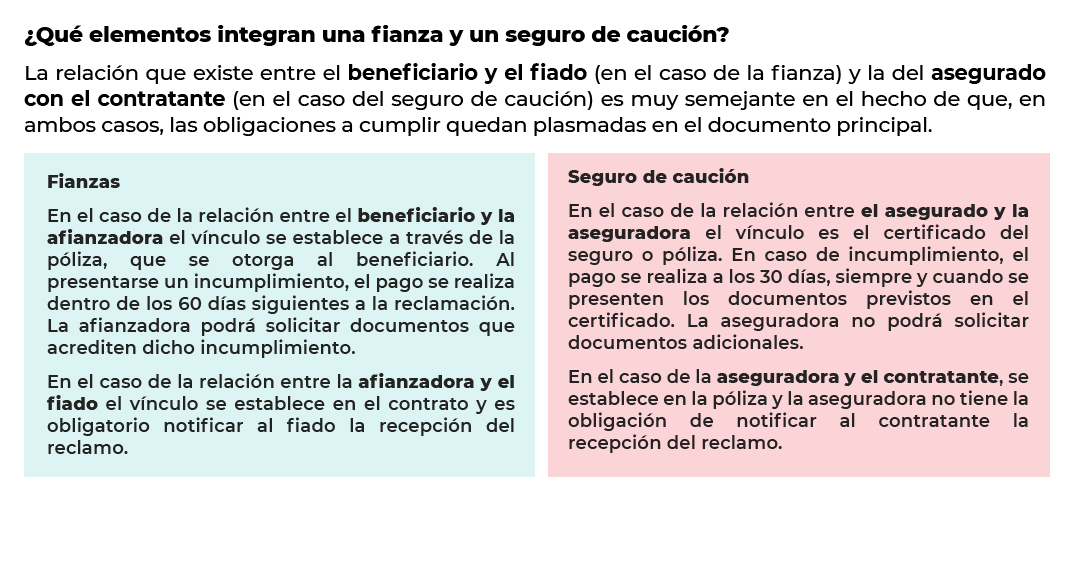 ¿Qué elementos integran una fianza y un seguro de caución?
La relación que existe entre el beneficiario y el fiado (en el caso de la fianza) y la del asegurado
con el contratante (en el caso del seguro de caución) es muy semejante en el hecho de que, en
ambos casos, las obligaciones a cumplir quedan plasmadas en el documento principal.
Fianzas
En el caso de la relación entre el beneficiario y la
afianzadora el vínculo se establece a través de la
póliza, que se otorga al beneficiario. Al
presentarse un incumplimiento, el pago se realiza
dentro de los 60 días siguientes a la reclamación.
La afianzadora podrá solicitar documentos que
acrediten dicho incumplimiento.
En el caso de la relación entre la afianzadora y el
fiado el vínculo se establece en el contrato y es
obligatorio notificar al fiado la recepción del
reclamo.
Seguro de caución
En el caso de la relación entre el asegurado y la
aseguradora el vínculo es el certificado del
seguro o póliza. En caso de incumplimiento, el
pago se realiza a los 30 días, siempre y cuando se
presenten los documentos previstos en el
certificado. La aseguradora no podrá solicitar
documentos adicionales.
En el caso de la aseguradora y el contratante, se
establece en la póliza y la aseguradora no tiene la
obligación de notificar al contratante la
recepción del reclamo.